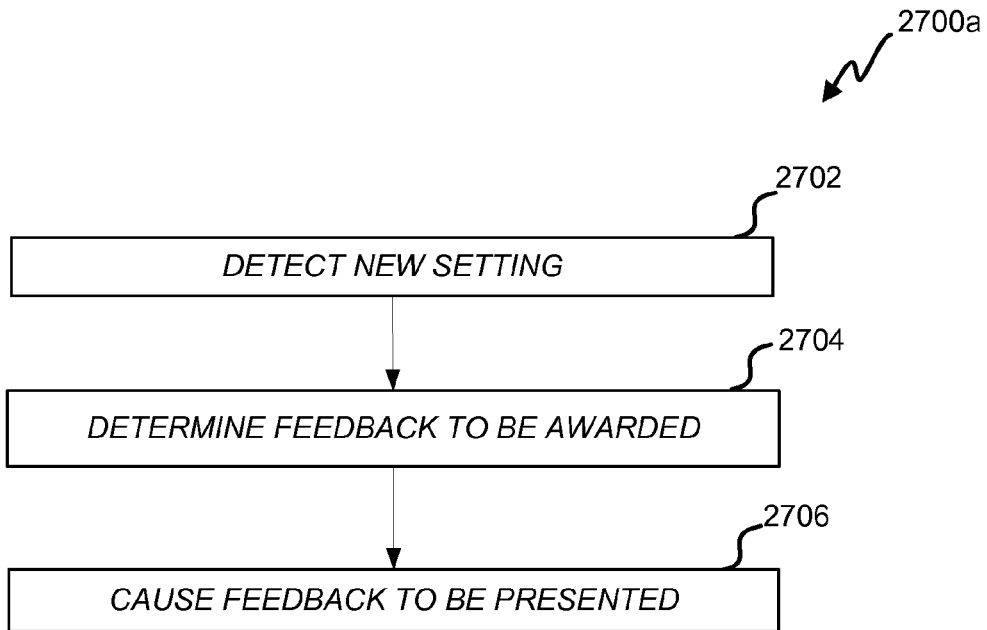 2700a
2702
DETECT NEW SETTING
2704
DETERMINE FEEDBACK TO BE AWARDED
2706
CAUSE FEEDBACK TO BE PRESENTED